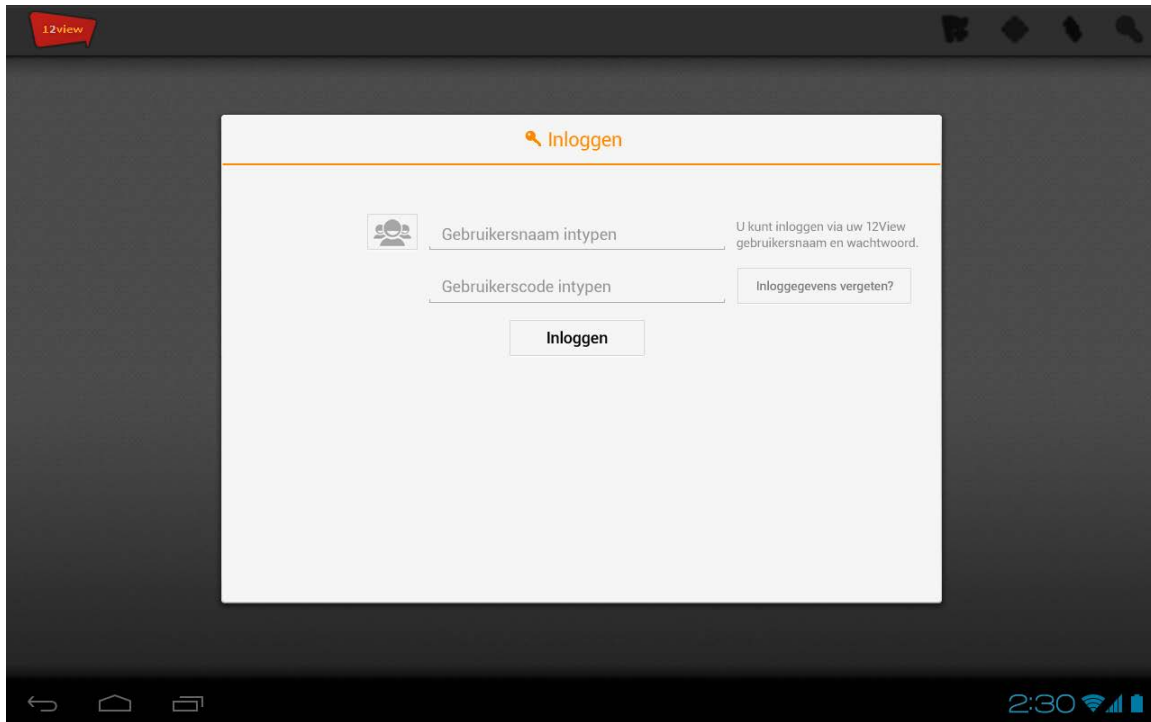 12view
Inloggen
Gebruikersnaam intypen
U kunt inloggen via uw 12View
gebruikersnaam en wachtwoord.
Gebruikerscode intypen
Inloggegevens vergeten?
Inloggen
2:30